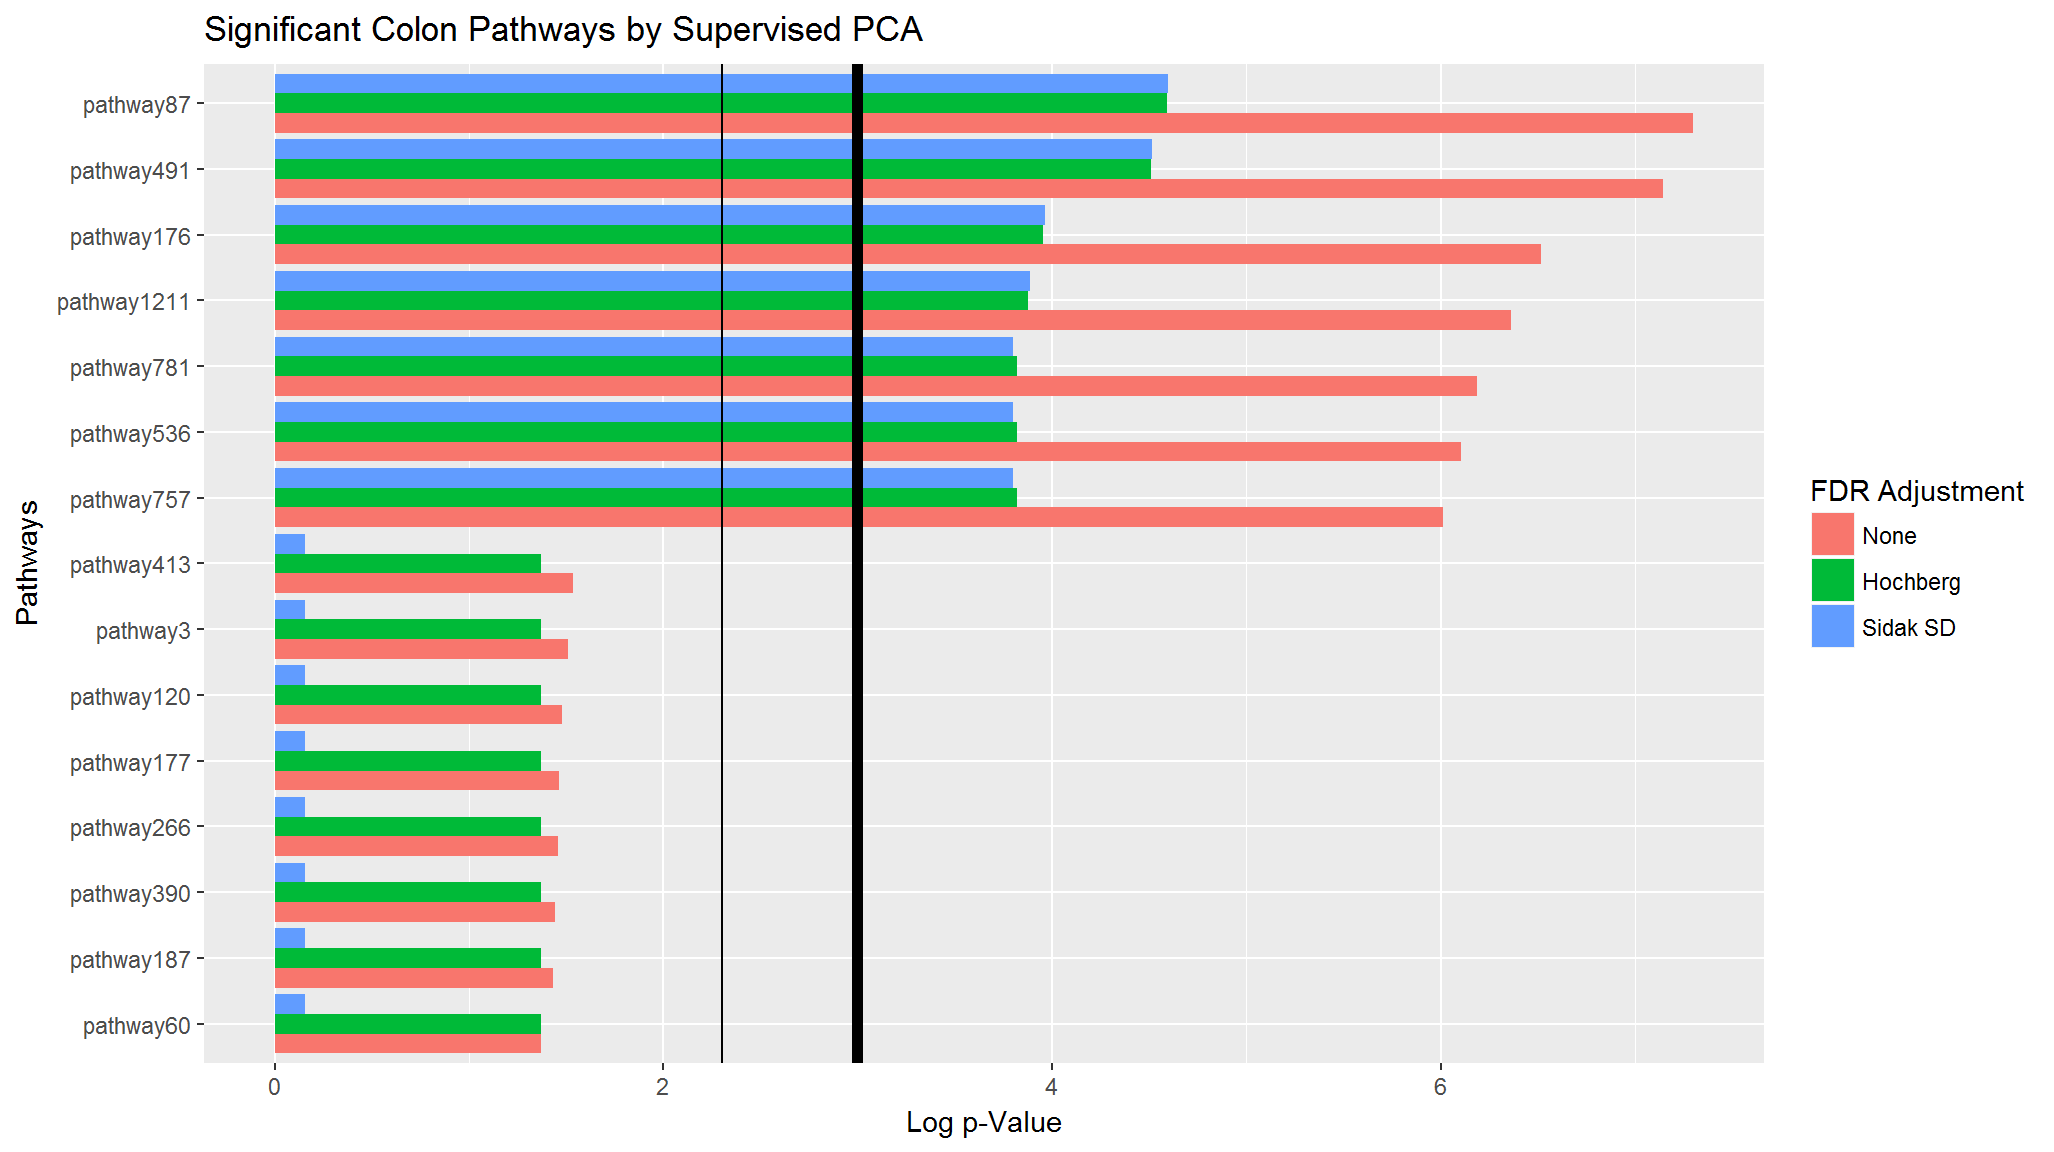 Significant Colon Pathways by Supervised PCA
pathway87
pathway491
pathway176
pathway1211
pathway781
pathway536
pathway757
pathway413
pathway3
pathway120
pathway177
pathway266
pathway390
pathway187
pathway60
Pathways
0 2 4 6
Log p-Value
FDR Adjustment
None
Hochberg
Sidak SD